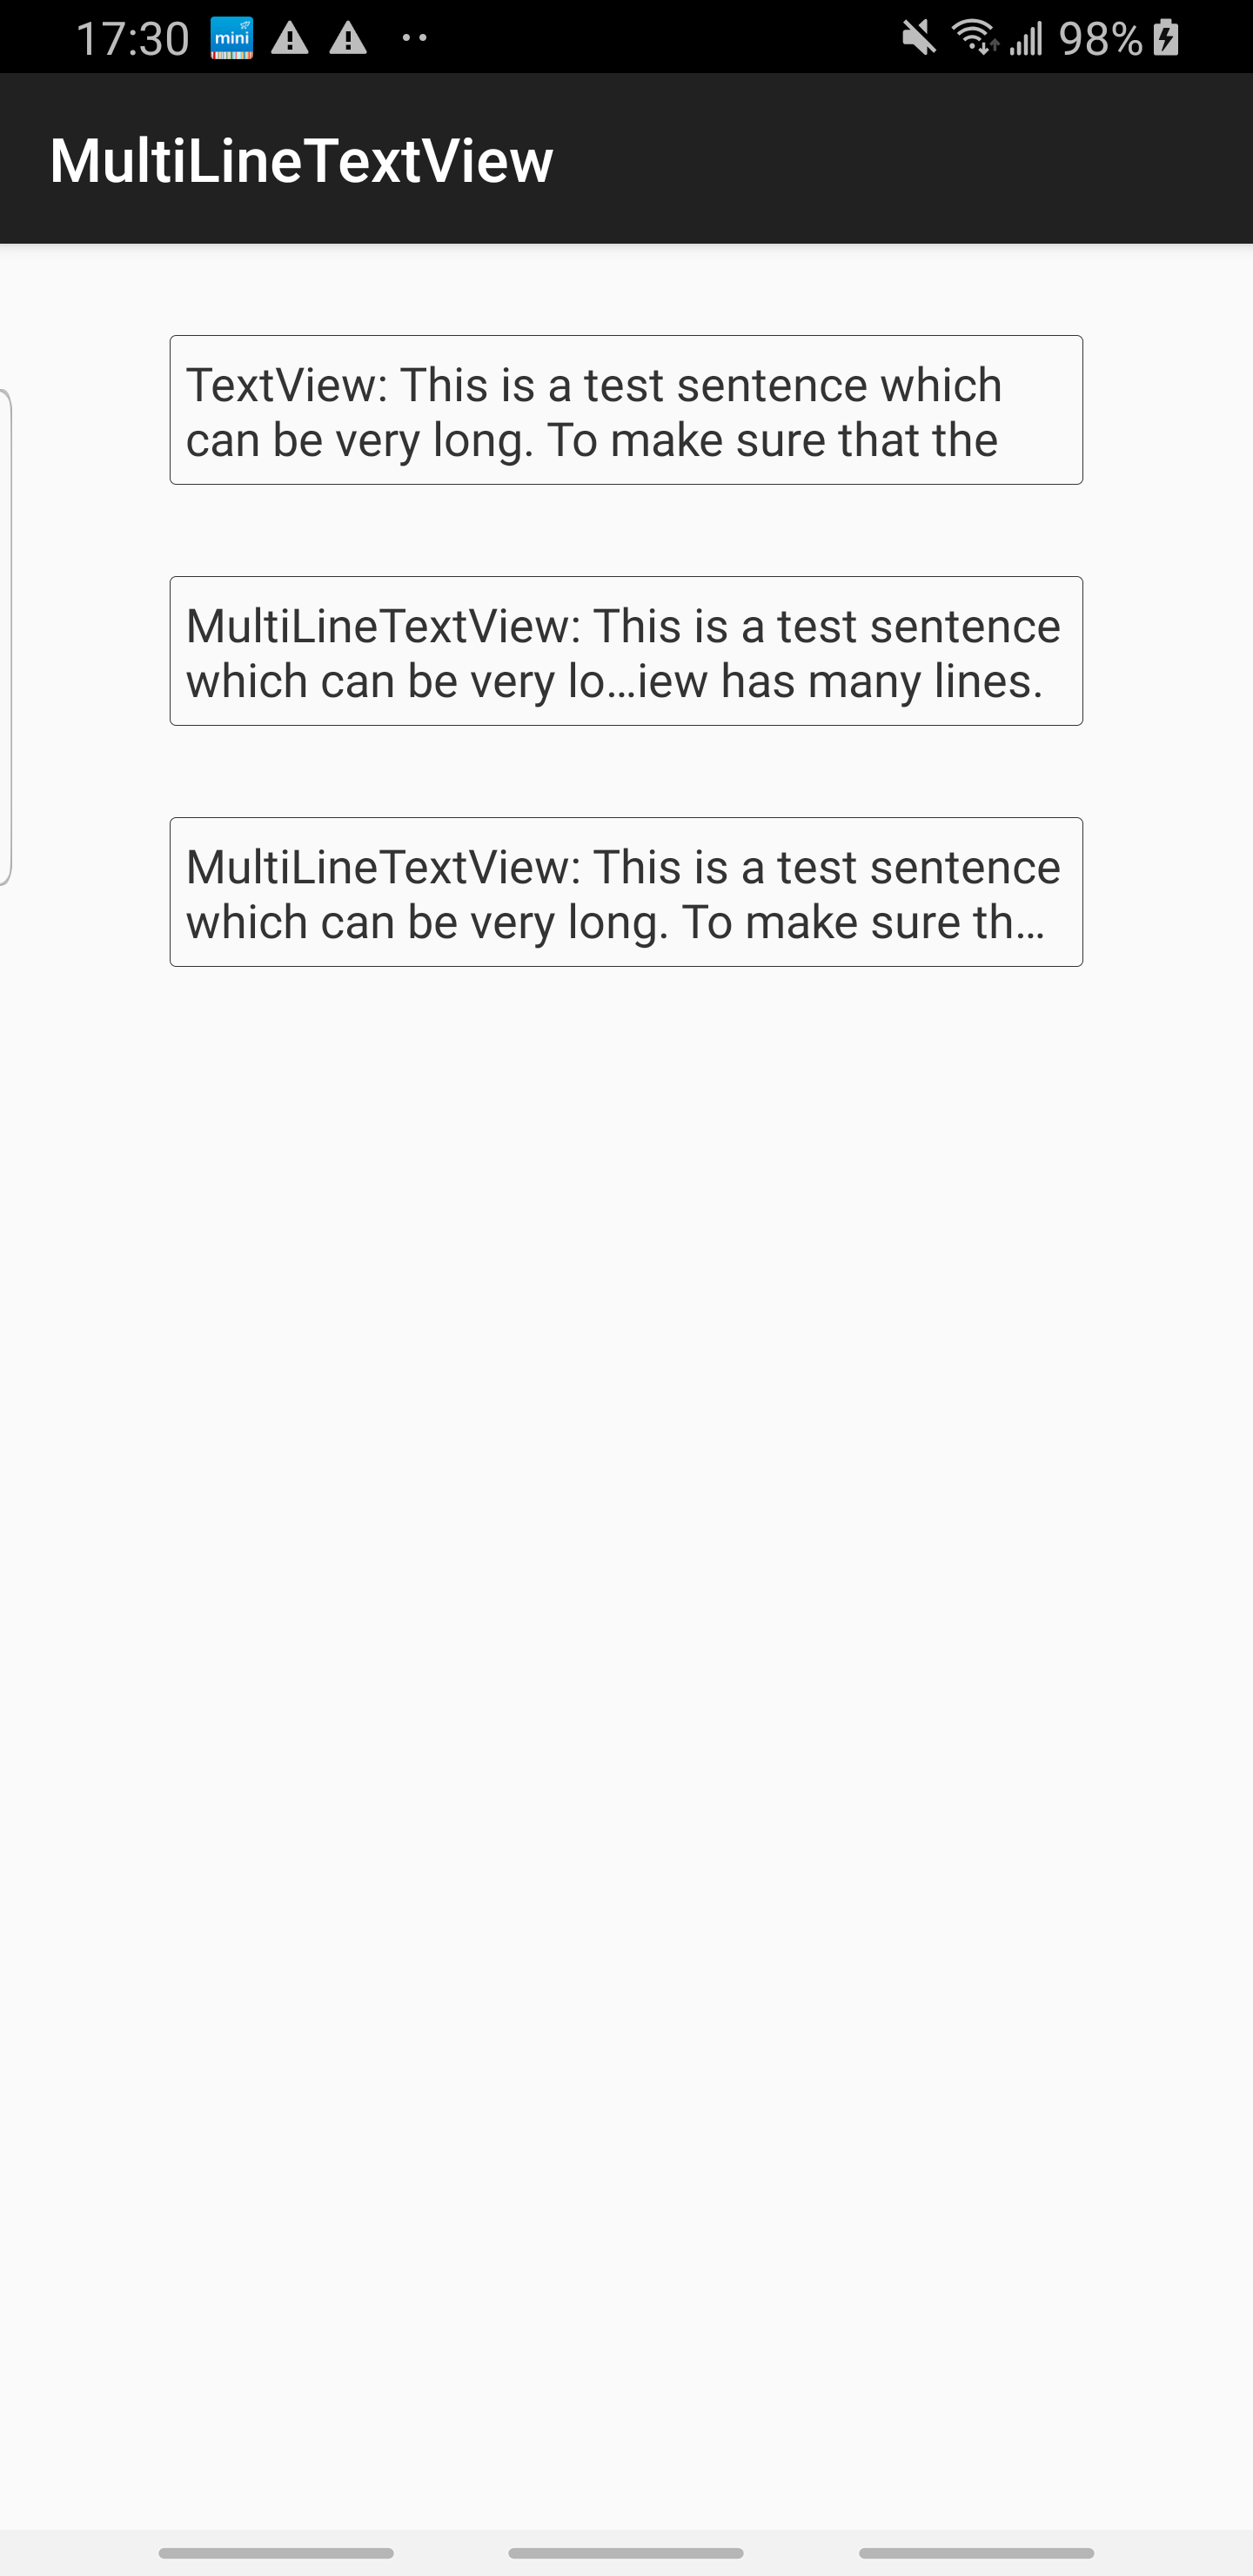 17:30 mini 98%
MultiLineTextView
TextView: This is a test sentence which
can be very long. To make sure that the
MultiLineTextView: This is a test sentence
which can be very lo...iew has many lines.
MultiLineTextView: This is a test sentence
which can be very long. To make sure th...